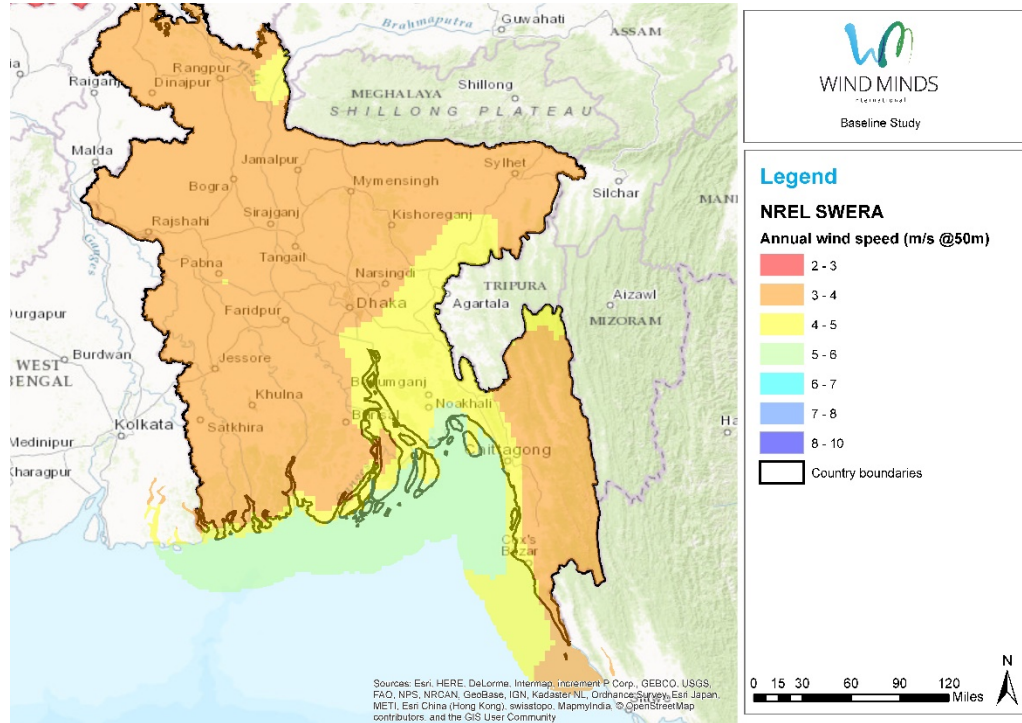 Guwahati
Brahmaputra
ASSAM
Rangpur
Raiganj
Dinajpur
Shillong
MEGHALAYA
SHILLONG PLATEAU
Malda
Jamalpur
Sylhet
Bogra
Mymensingh
Silchar
MANI
Rajshahi
Sirajganj
Kishoreganj
Ganges
Pabna
Tangail
Narsingdi
TRIPURA
Dhaka
Agartala
Aizawl
Durgapur
Faridpur
MIZORAM
WEST
BENGAL
Burdwan
Jessore
Noakhali
Khulna
Barisal
Kolkata
Satkhira
Chittagong
Medinipur
Kharagpur
Ha
Cox's
Bazar
Sources: Esri, HERE, DeLorme, Intermap, increment P Corp., GEBCO, USGS,
FAO, NPS, NRCAN, GeoBase, IGN, Kadaster NL, Ordnance Survey, Esri Japan,
METI, Esri China (Hong Kong), swisstopo, MapmyIndia, © OpenStreetMap
contributors, and the GIS User Community
WIND MINDS
international
Baseline Study
Legend
NREL SWERA
Annual wind speed (m/s @50m)
2 - 3
3 - 4
4 - 5
5 - 6
6 - 7
7 - 8
8 - 10
Country boundaries
N
0 15 30 60 90 120
Miles